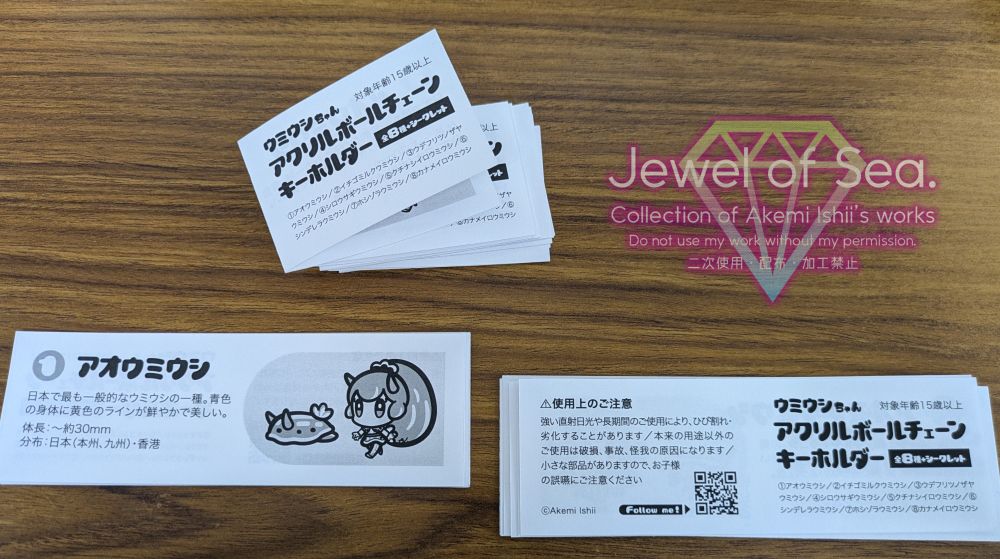 対象年齢15歳以上
ウミウシちゃん
アクリルボールチェーン
キーホルダー 全8種+シークレット
①アオウミウシ/②イチゴミルクウミウシ/③ウデフリツノザヤ
ウミウシ/④シロウサギウミウシ/⑤クチナシイロウミウシ/⑥
シンデレラウミウシ/⑦ホシゾラウミウシ/⑧カナメイロウミウシ
Jewel of Sea.
Collection of Akemi Ishii's works
Do not use my work without my permission.
二次使用・配布・加工禁止
1 アオウミウシ
日本で最も一般的なウミウシの一種。青色
の身体に黄色のラインが鮮やかで美しい。
体長:~約30mm
分布:日本(本州、九州)・香港
⚠使用上のご注意
強い直射日光や長期間のご使用により、ひび割れ・
劣化することがあります/本来の用途以外の
ご使用は破損、事故、怪我の原因になります/
小さな部品がありますので、お子様
の誤嚥にご注意ください
©Akemi Ishii
Follow me!
ウミウシちゃん 対象年齢15歳以上
アクリルボールチェーン
キーホルダー 全8種+シークレット
①アオウミウシ/②イチゴミルクウミウシ/③ウデフリツノザヤ
ウミウシ/④シロウサギウミウシ/⑤クチナシイロウミウシ/⑥
シンデレラウミウシ/⑦ホシゾラウミウシ/⑧カナメイロウミウシ